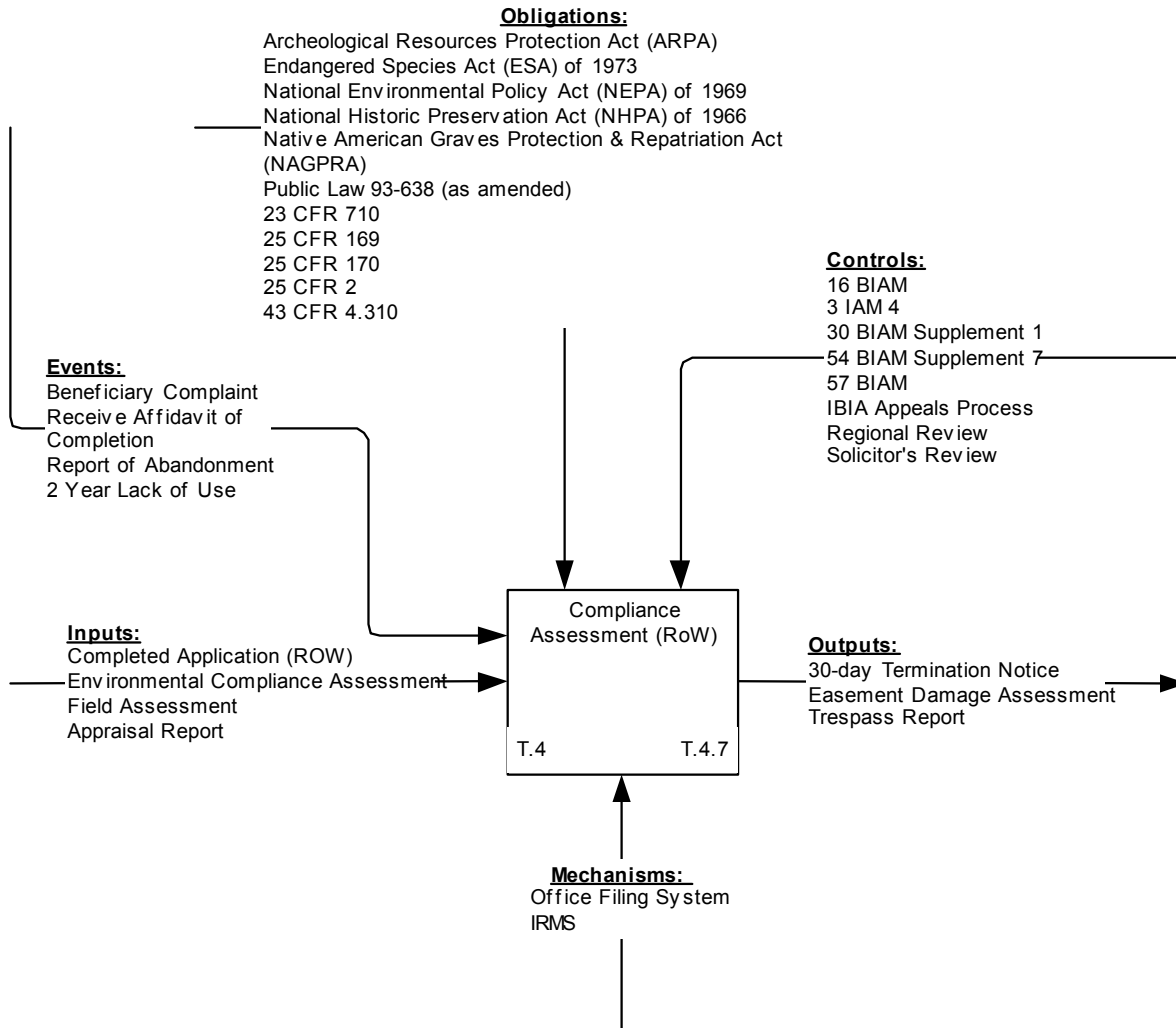 Obligations:
Archeological Resources Protection Act (ARPA)
Endangered Species Act (ESA) of 1973
National Environmental Policy Act (NEPA) of 1969
National Historic Preservation Act (NHPA) of 1966
Native American Graves Protection & Repatriation Act
(NAGPRA)
Public Law 93-638 (as amended)
23 CFR 710
25 CFR 169
25 CFR 170
25 CFR 2
43 CFR 4.310
Controls:
16 BIAM
3 IAM 4
30 BIAM Supplement 1
54 BIAM Supplement 7
57 BIAM
IBIA Appeals Process
Regional Review
Solicitor's Review
Events:
Beneficiary Complaint
Receive Affidavit of
Completion
Report of Abandonment
2 Year Lack of Use
Inputs:
Completed Application (ROW)
Environmental Compliance Assessment
Field Assessment
Appraisal Report
Compliance
Assessment (RoW)
T.4 T.4.7
Outputs:
30-day Termination Notice
Easement Damage Assessment
Trespass Report
Mechanisms:
Office Filing System
IRMS